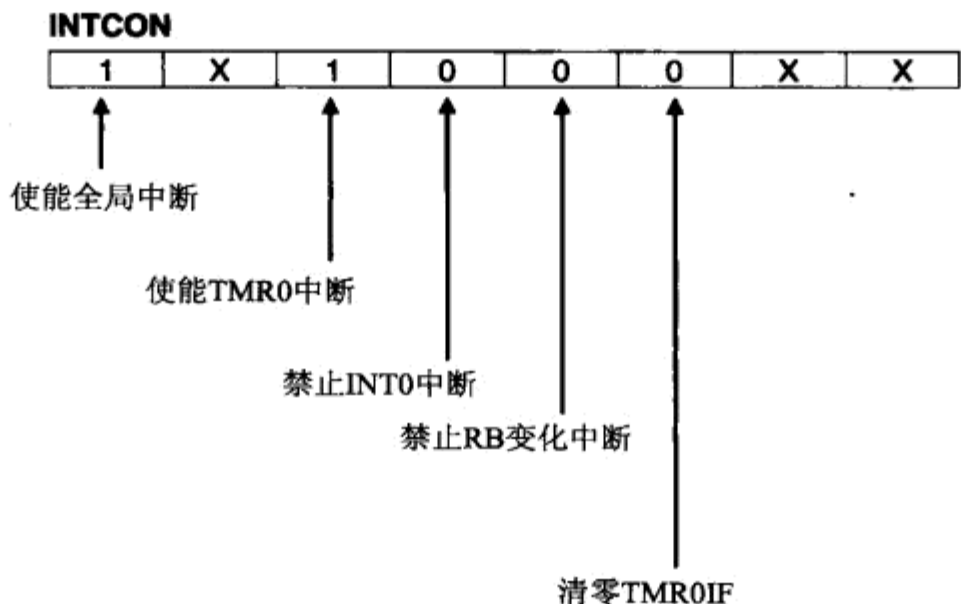 INTCON
1 X 1 0 0 0 X X
使能全局中断
使能TMR0中断
禁止INT0中断
禁止RB变化中断
清零TMR0IF